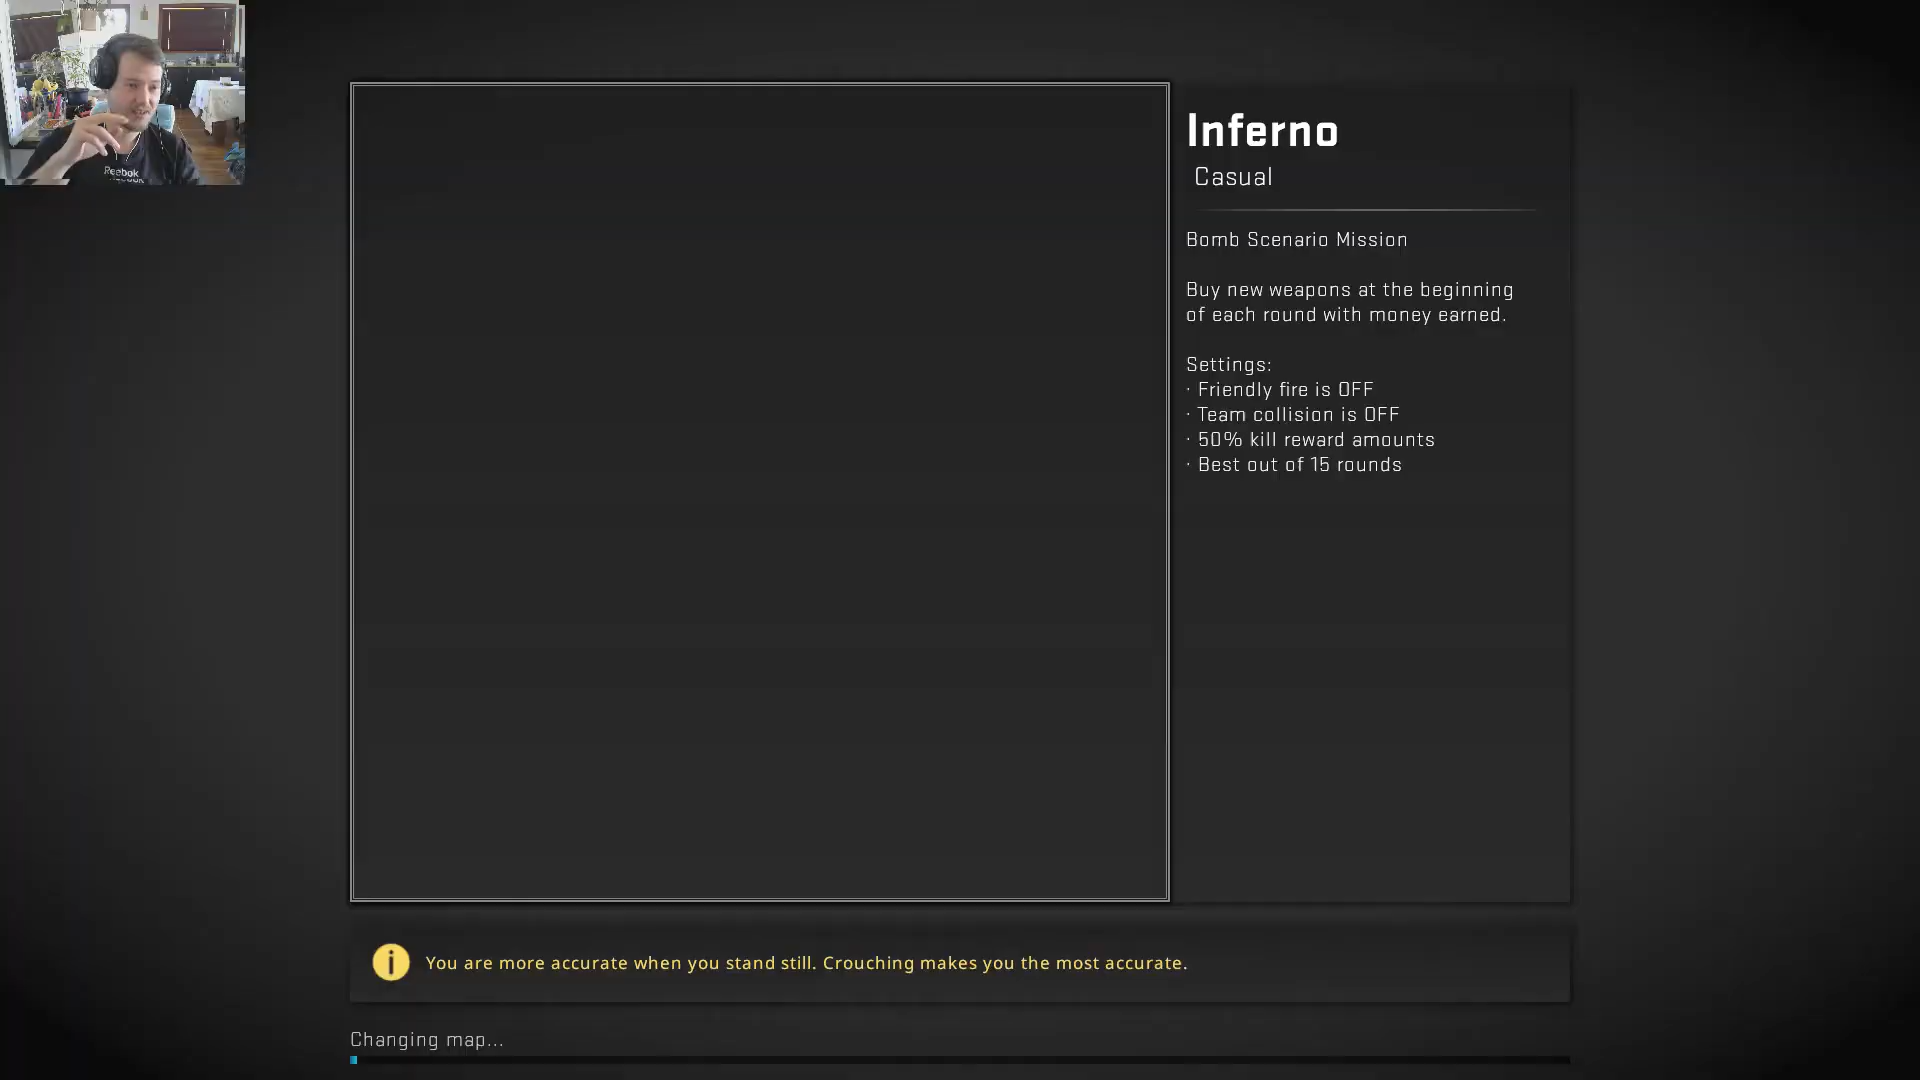 Reebok
Inferno
Casual
Bomb Scenario Mission
Buy new weapons at the beginning
of each round with money earned.
Settings:
· Friendly fire is OFF
· Team collision is OFF
· 50% kill reward amounts
· Best out of 15 rounds
You are more accurate when you stand still. Crouching makes you the most accurate.
Changing map...